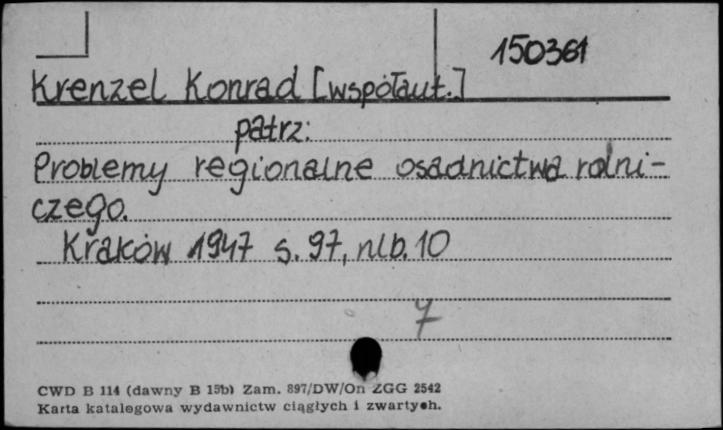 150361
Krenzel Konrad [współaut.]
patrz:
Problemy regionalne osadnictwa rolni-
czego.
Kraków 1947 s. 97, nlb. 10
7
CWD B 114 (dawny B 15b) Zam. 897/DW/On ZGG 2542
Karta katalogowa wydawnictw ciągłych i zwartych.